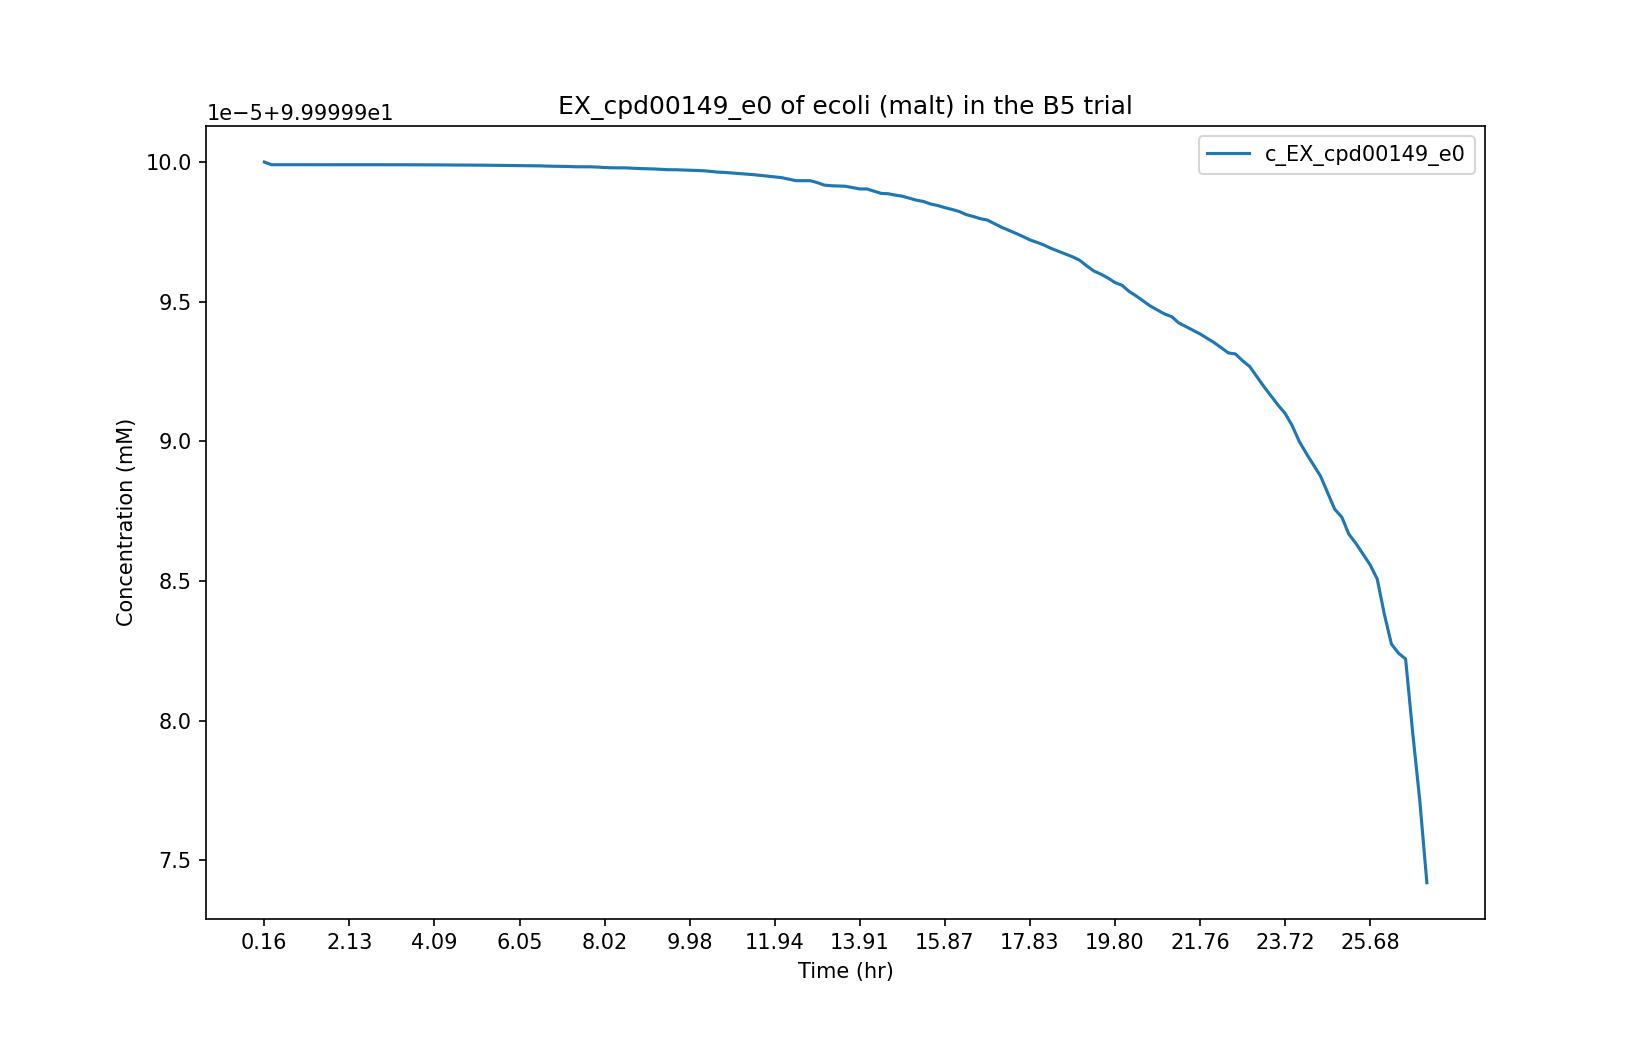 EX_cpd00149_e0 of ecoli (malt) in the B5 trial
1e−5+9.99999e1
c_EX_cpd00149_e0
10.0
9.5
9.0
8.5
8.0
7.5
Concentration (mM)
0.16 2.13 4.09 6.05 8.02 9.98 11.94 13.91 15.87 17.83 19.80 21.76 23.72 25.68
Time (hr)